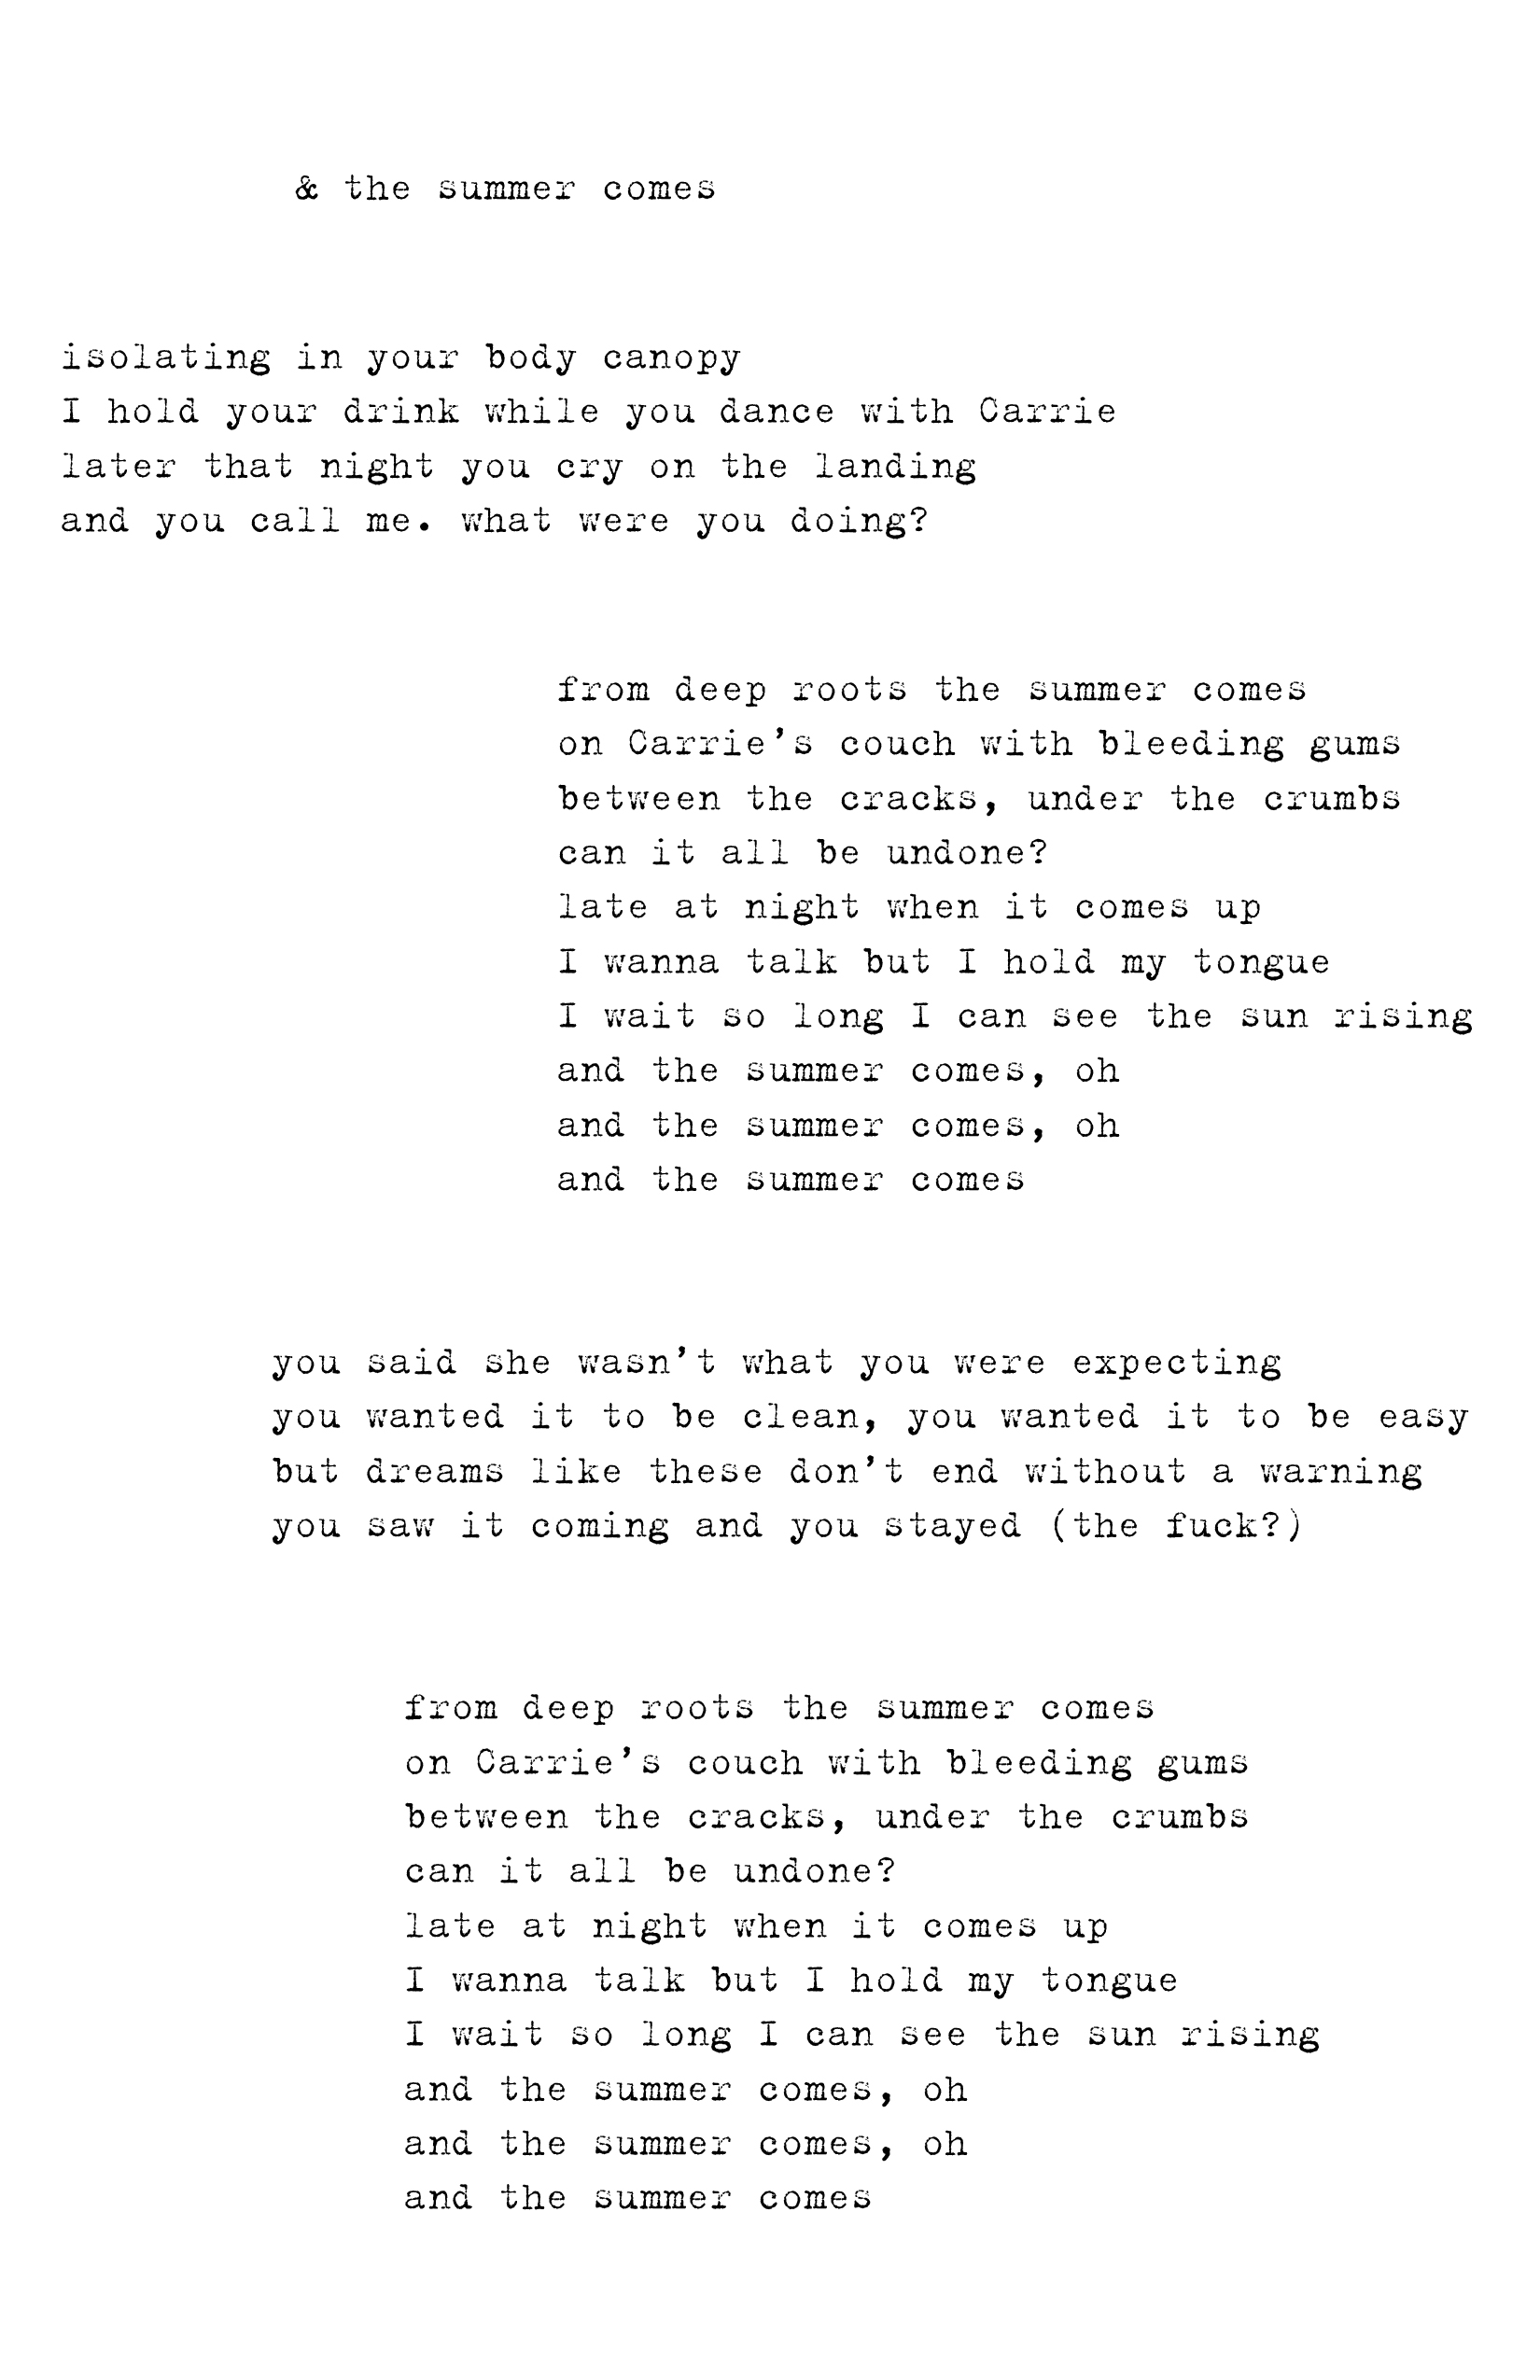 & the summer comes
isolating in your body canopy
I hold your drink while you dance with Carrie
later that night you cry on the landing
and you call me. what were you doing?
from deep roots the summer comes
on Carrie's couch with bleeding gums
between the cracks, under the crumbs
can it all be undone?
late at night when it comes up
I wanna talk but I hold my tongue
I wait so long I can see the sun rising
and the summer comes, oh
and the summer comes, oh
and the summer comes
you said she wasn't what you were expecting
you wanted it to be clean, you wanted it to be easy
but dreams like these don't end without a warning
you saw it coming and you stayed (the fuck?)
from deep roots the summer comes
on Carrie's couch with bleeding gums
between the cracks, under the crumbs
can it all be undone?
late at night when it comes up
I wanna talk but I hold my tongue
I wait so long I can see the sun rising
and the summer comes, oh
and the summer comes, oh
and the summer comes